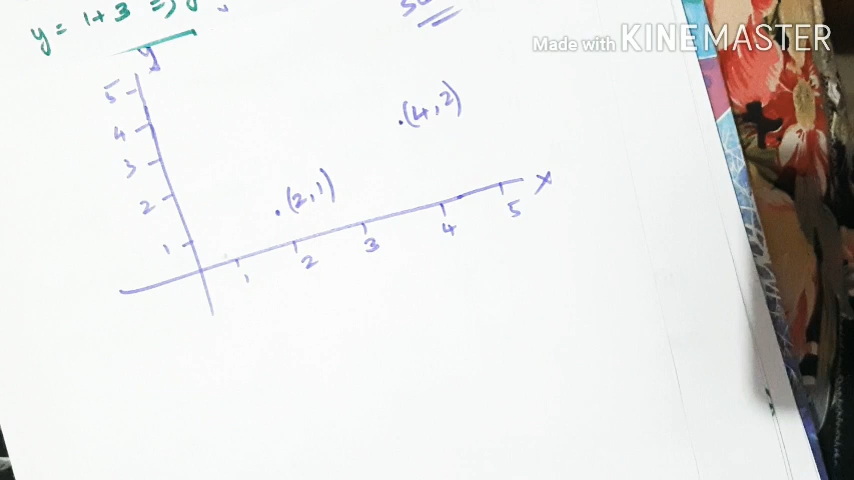 y = 1 + 3 =>
Made with KINEMASTER
y
5
4
3
2
1
.(4,2)
.(2,1)
x
1 2 3 4 5